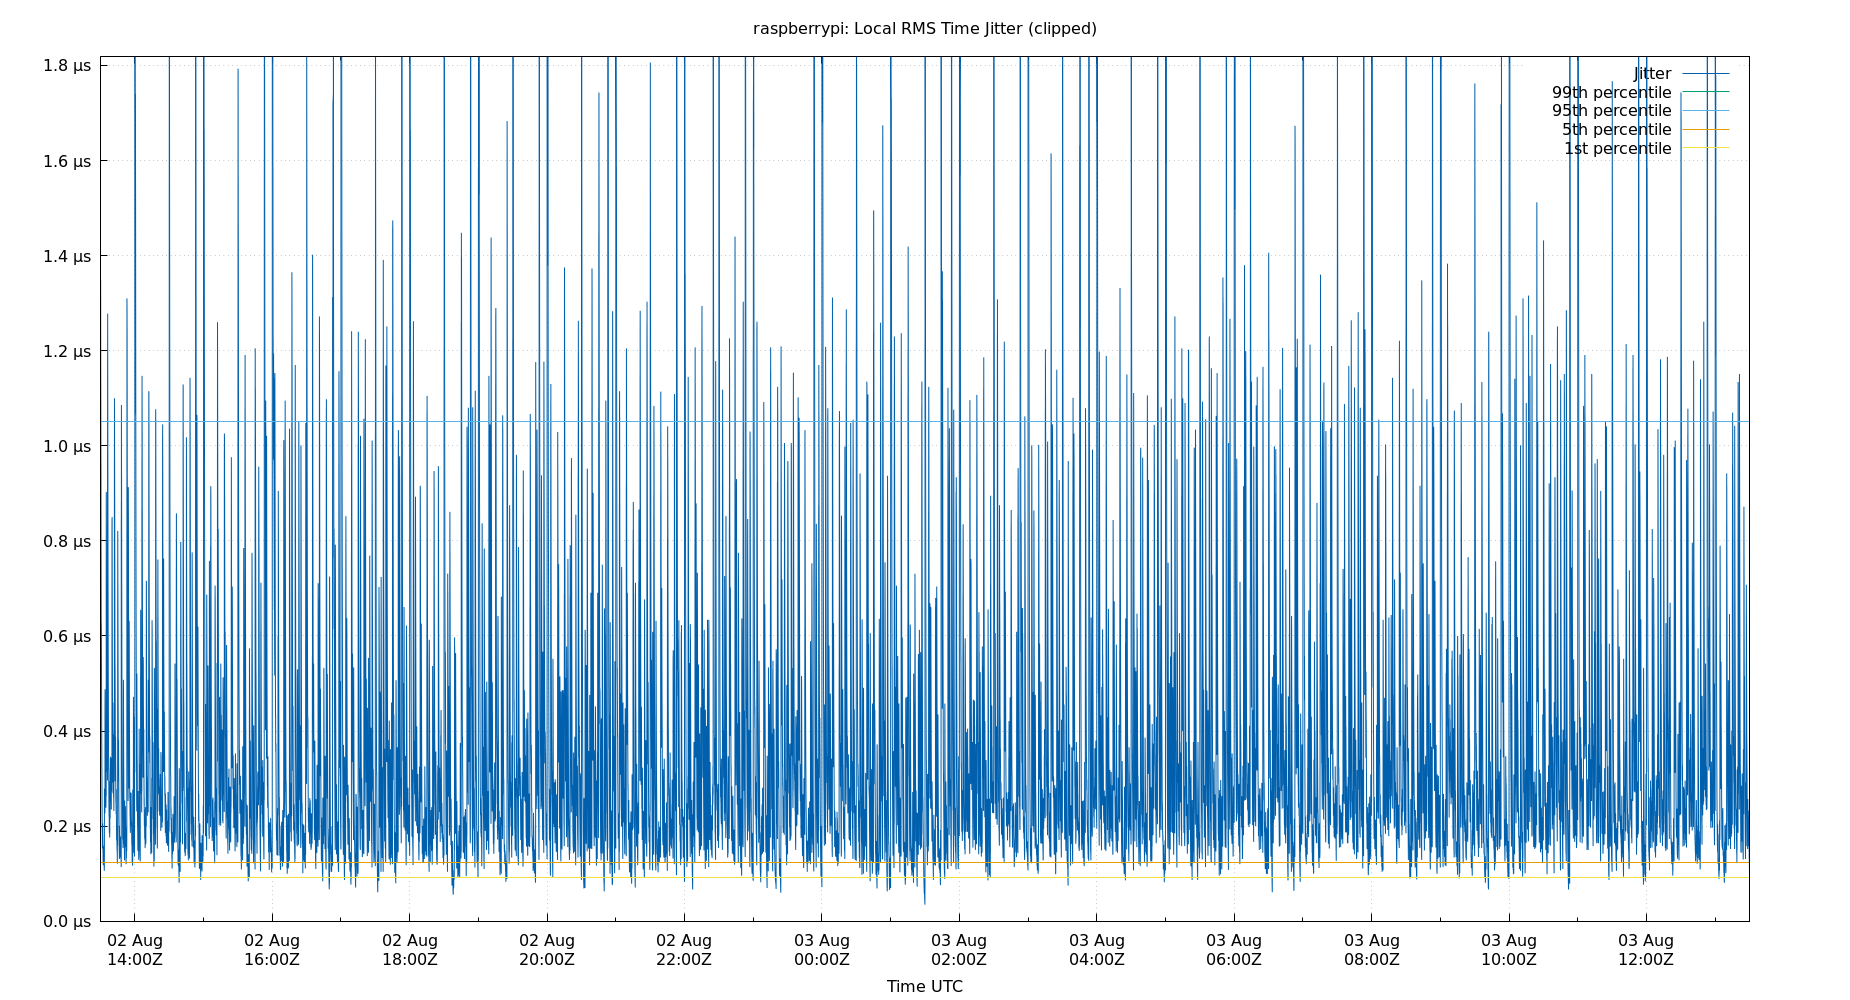 raspberrypi: Local RMS Time Jitter (clipped)
1.8 µs
1.6 µs
1.4 µs
1.2 µs
1.0 µs
0.8 µs
0.6 µs
0.4 µs
0.2 µs
0.0 µs
Jitter
99th percentile
95th percentile
5th percentile
1st percentile
02 Aug 02 Aug 02 Aug 02 Aug 02 Aug 03 Aug 03 Aug 03 Aug 03 Aug 03 Aug 03 Aug 03 Aug
14:00Z 16:00Z 18:00Z 20:00Z 22:00Z 00:00Z 02:00Z 04:00Z 06:00Z 08:00Z 10:00Z 12:00Z
Time UTC